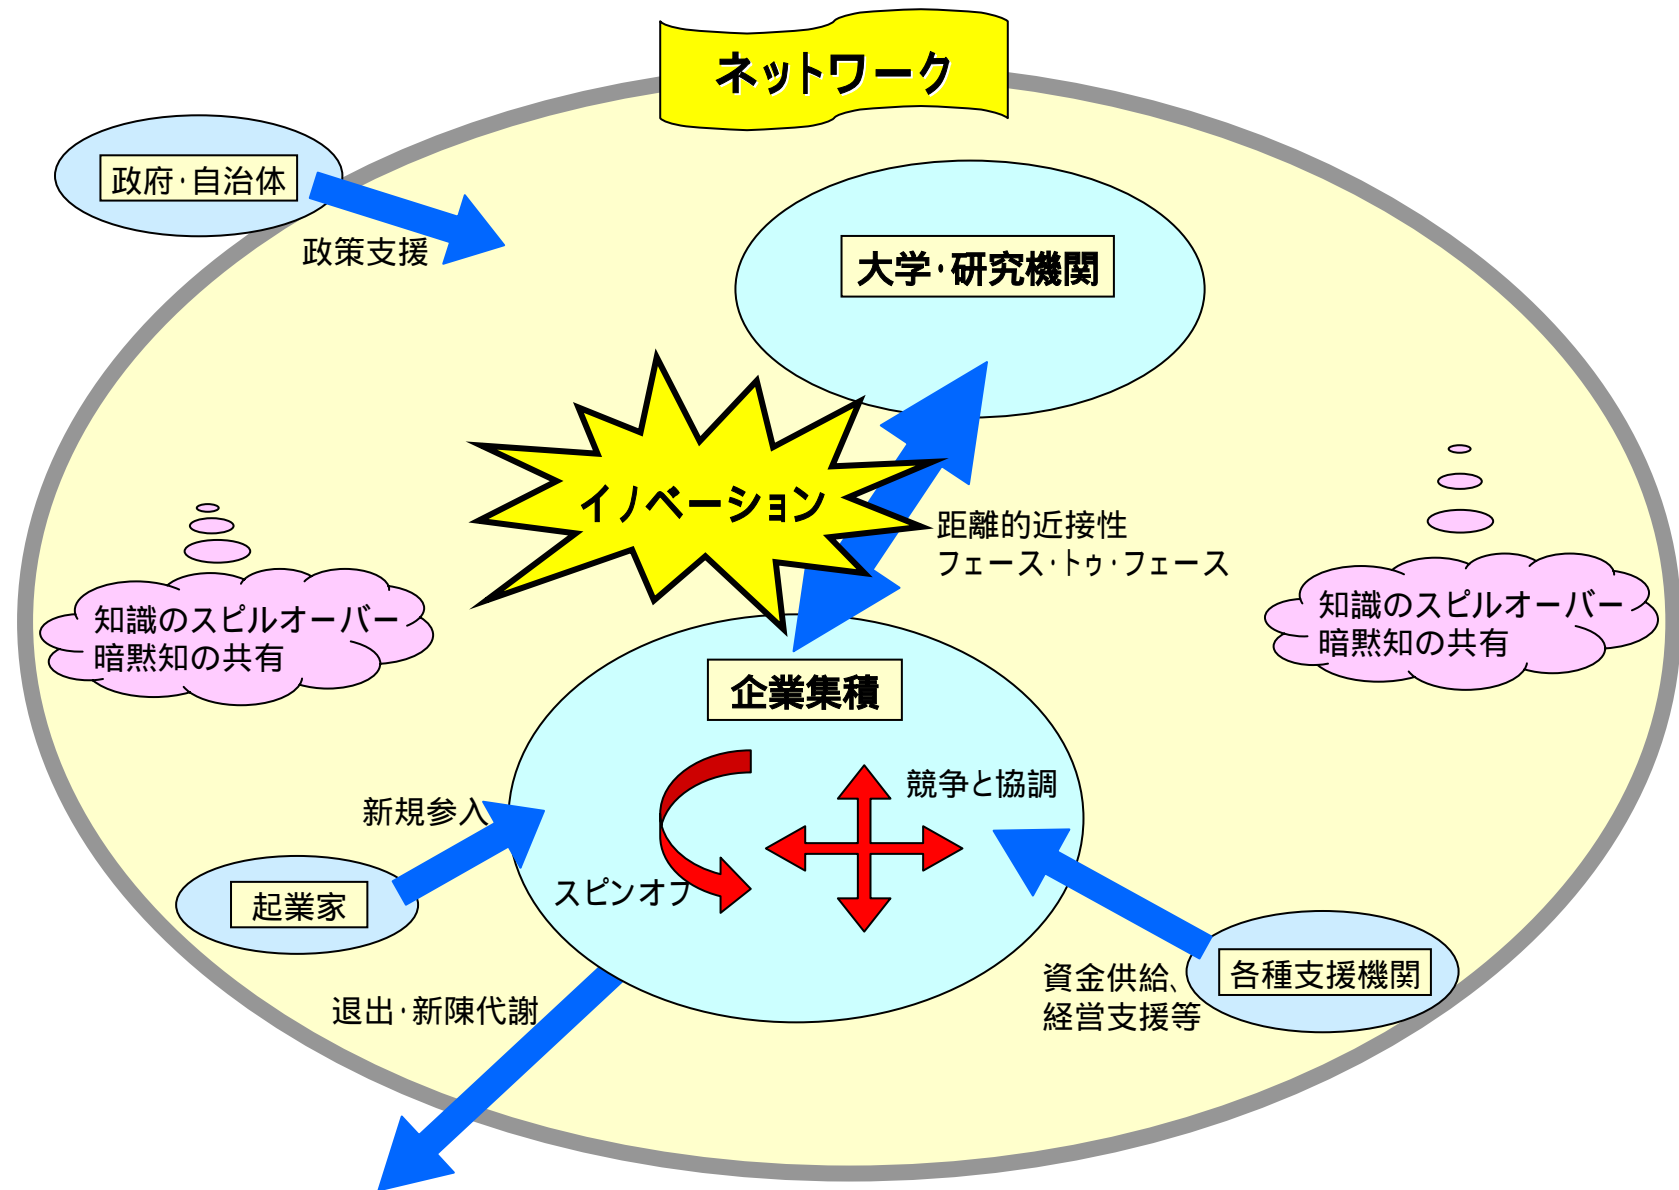 ネットワーク
政府・自治体
政策支援
大学・研究機関
イノベーション
距離的近接性
フェース・トゥ・フェース
知識のスピルオーバー
暗黙知の共有
知識のスピルオーバー
暗黙知の共有
企業集積
競争と協調
新規参入
スピンオフ
起業家
各種支援機関
資金供給、
経営支援等
退出・新陳代謝